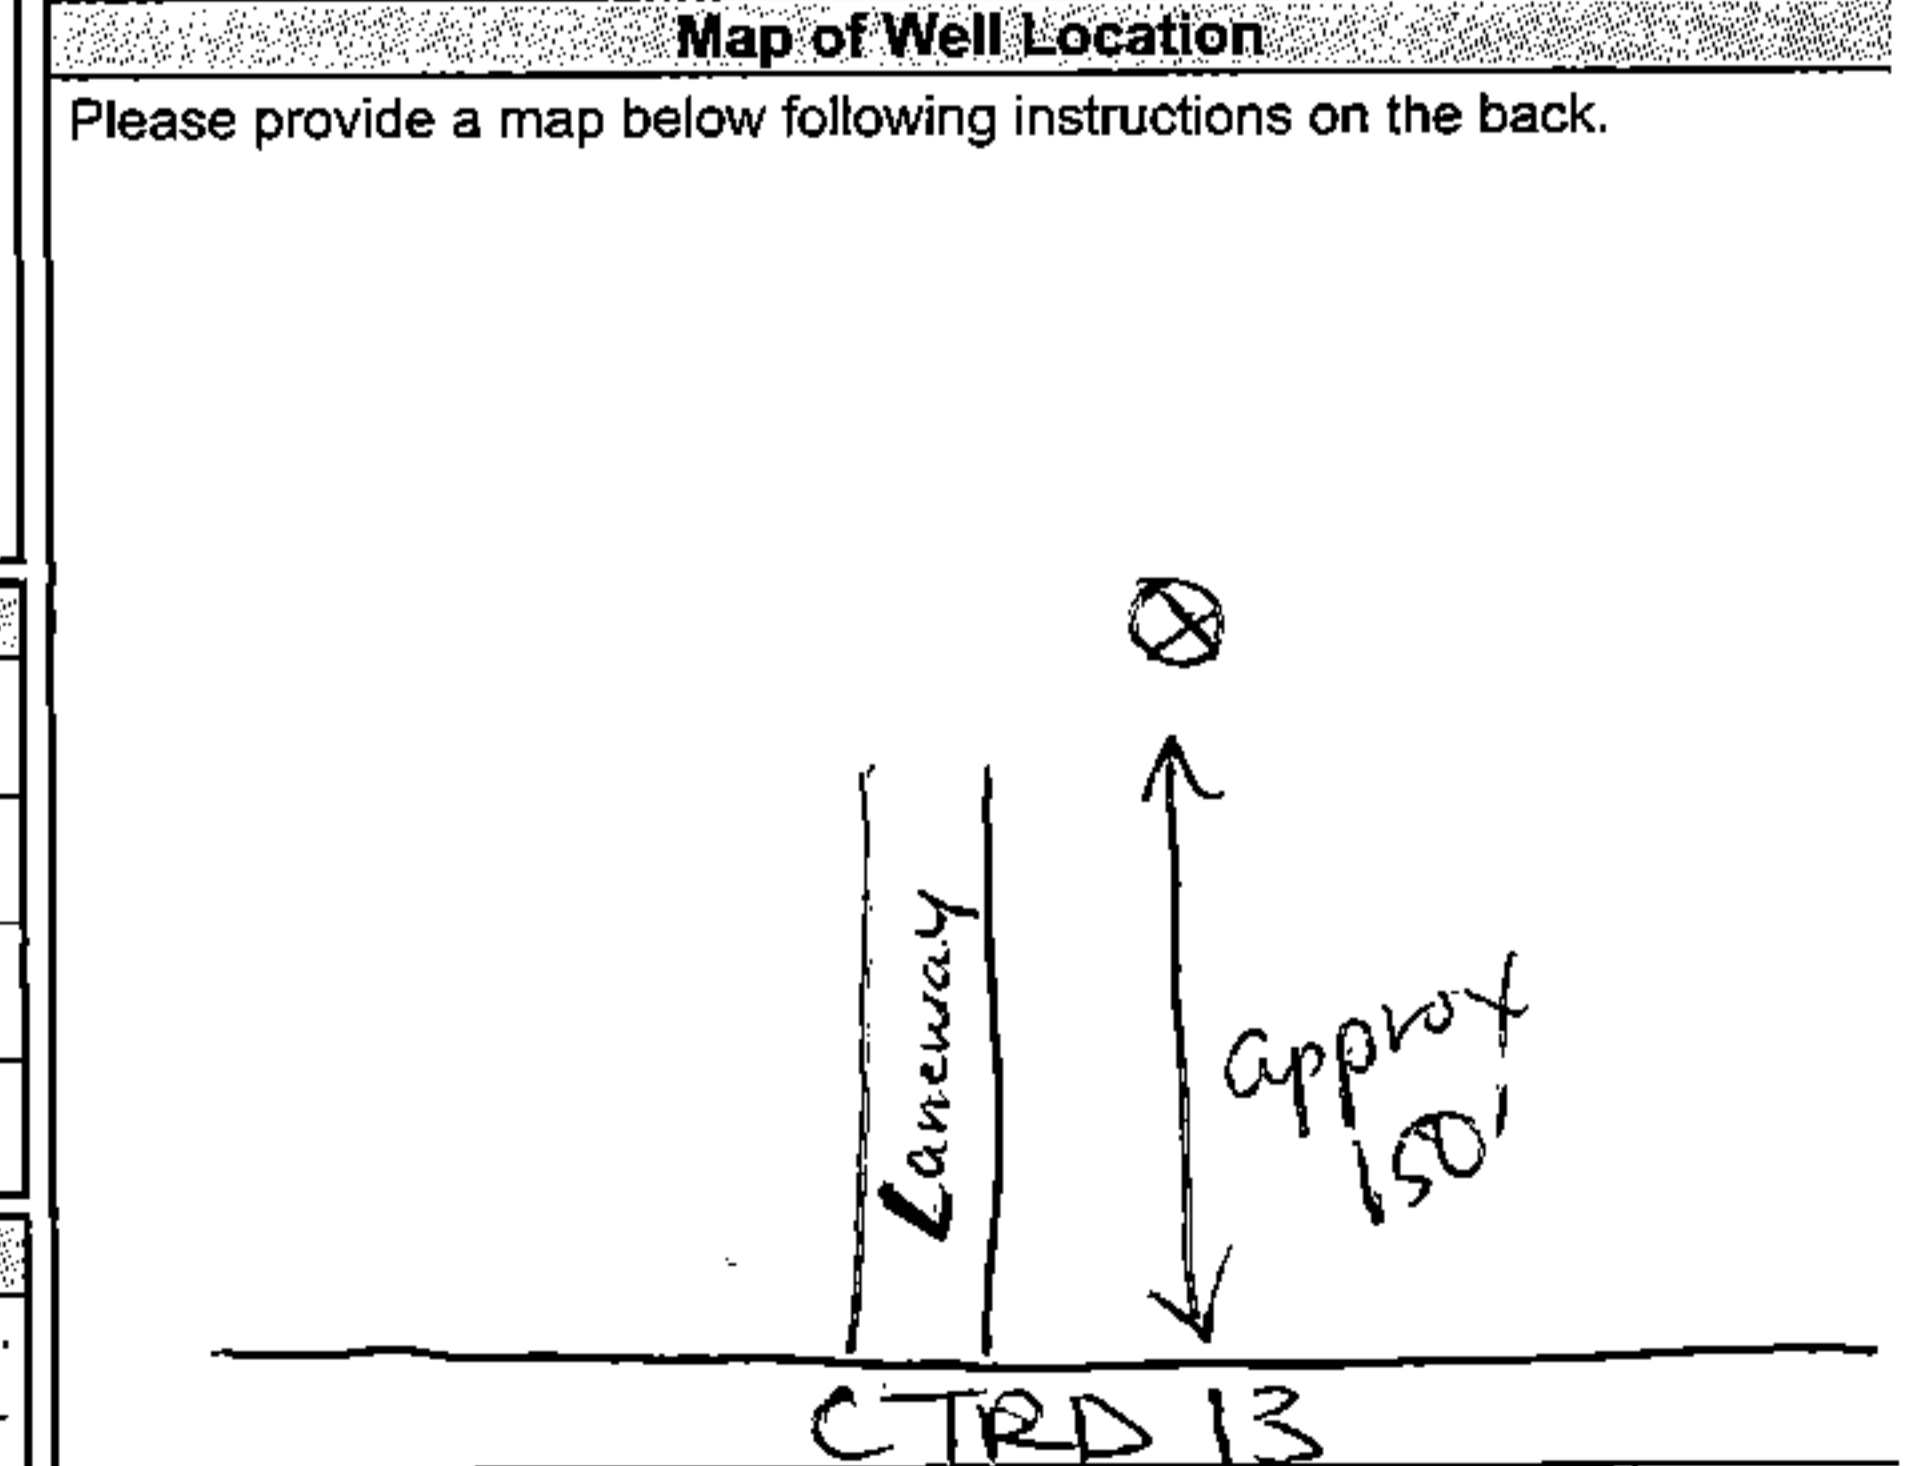 Map of Well Location
Please provide a map below following instructions on the back.
Laneway
approx
150'
CTRD 13